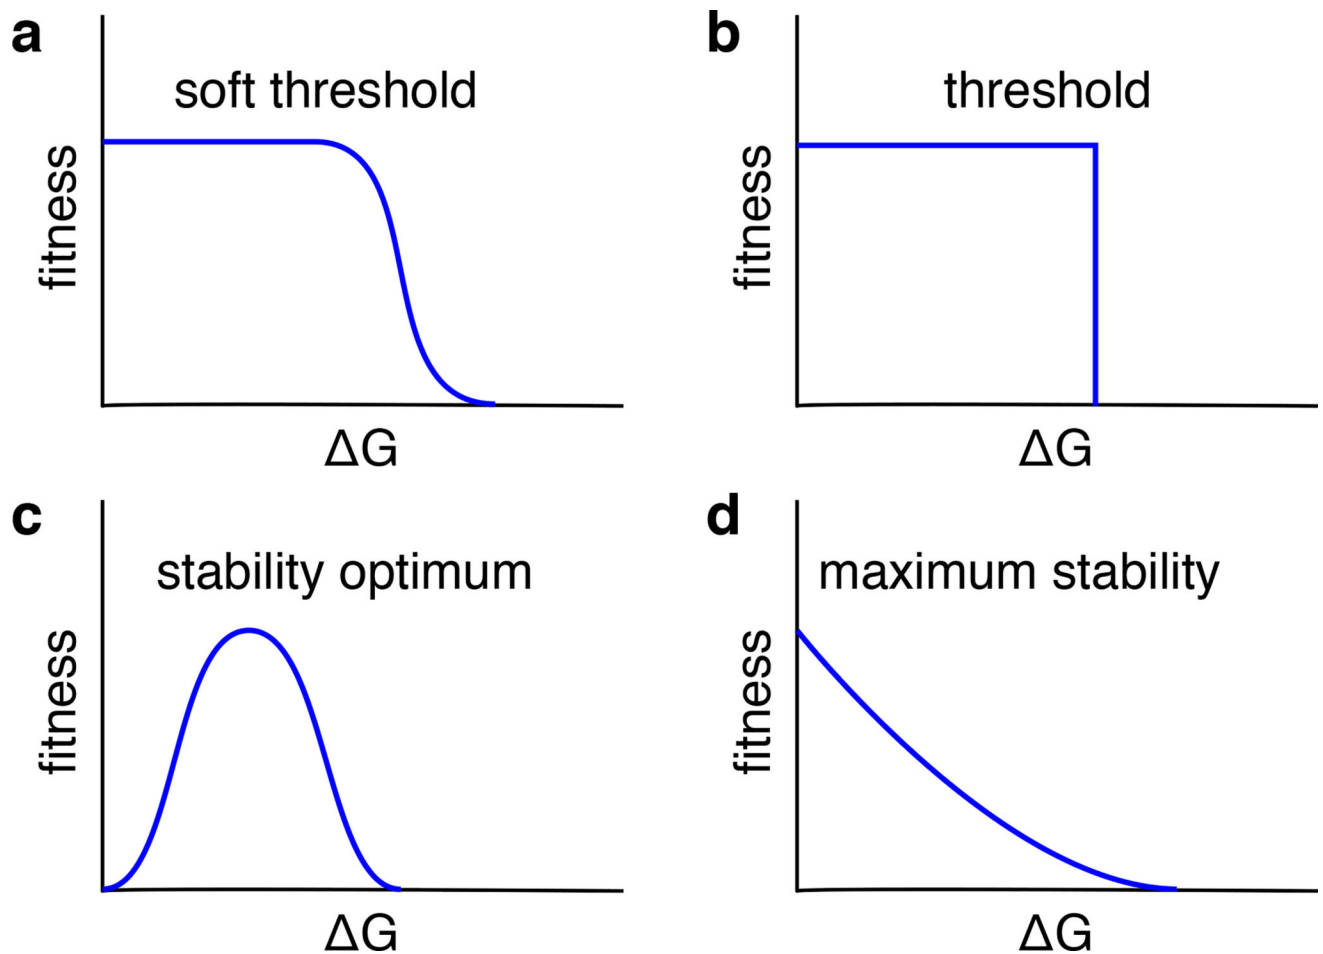 a
soft threshold
fitness
ΔG
b
threshold
fitness
ΔG
c
stability optimum
fitness
ΔG
d
maximum stability
fitness
ΔG